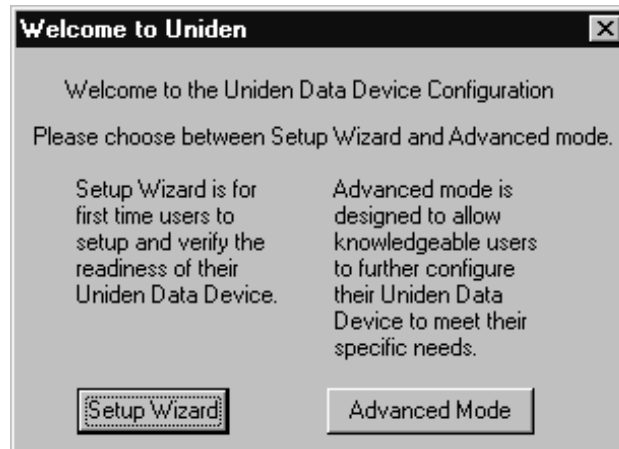 Welcome to Uniden
Welcome to the Uniden Data Device Configuration
Please choose between Setup Wizard and Advanced mode.
Setup Wizard is for
first time users to
setup and verify the
readiness of their
Uniden Data Device.
Advanced mode is
designed to allow
knowledgeable users
to further configure
their Uniden Data
Device to meet their
specific needs.
Setup Wizard
Advanced Mode